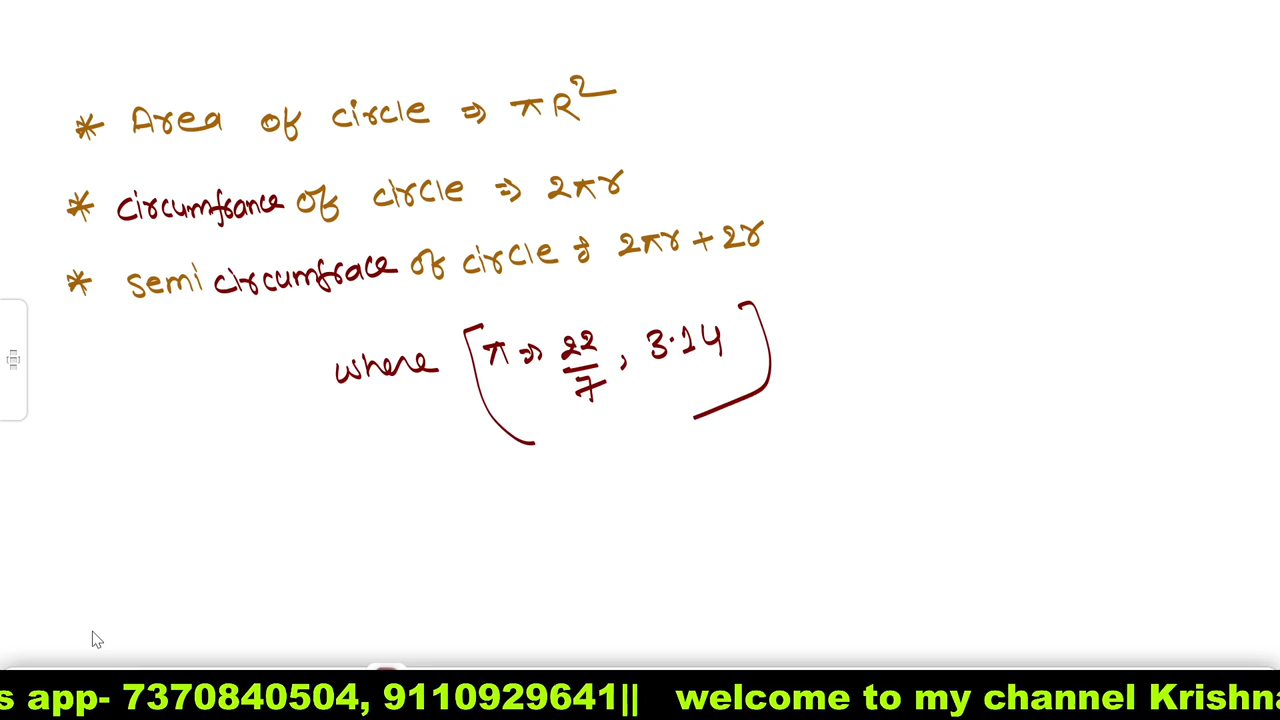 * Area of circle ⇒ πR²
* circumfrance of circle ⇒ 2πr
* semi circumfrace of circle ⇒ 2πr + 2r
where [π ⇒ 22/7, 3.14]
s app- 7370840504, 9110929641|| welcome to my channel Krishna